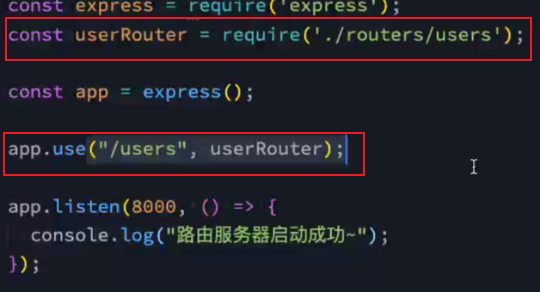 const express = require('express');
const userRouter = require('./routers/users');
const app = express();
app.use("/users", userRouter);
app.listen(8000, () => {
console.log("路由服务器启动成功~");
});